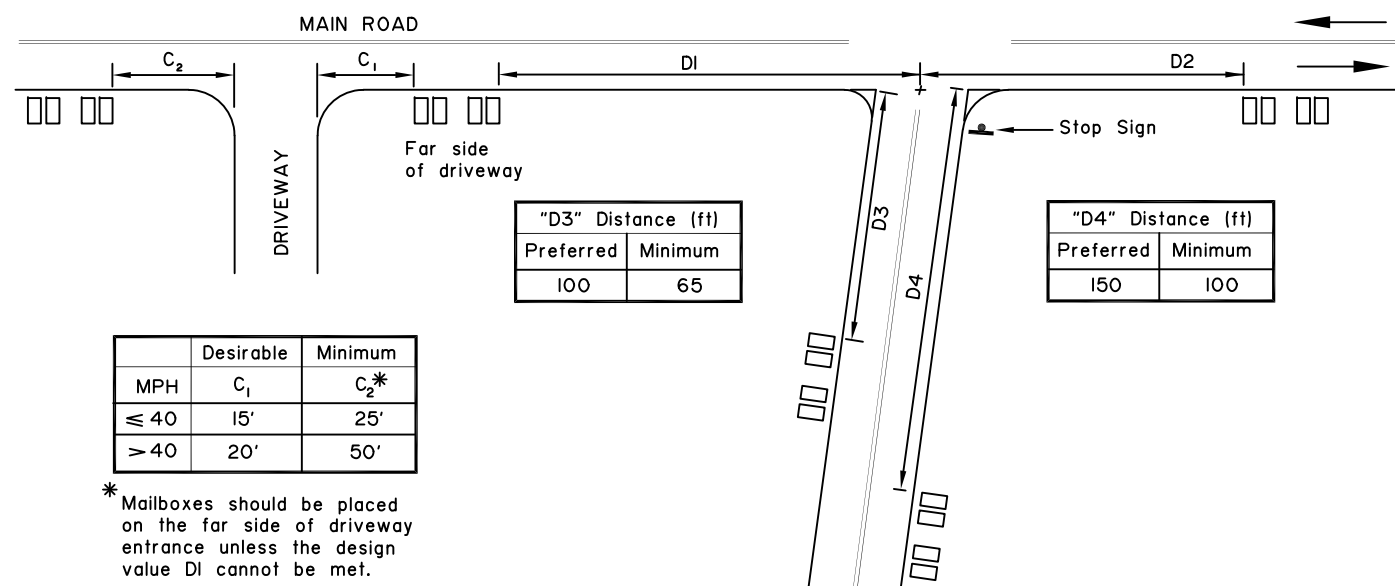 MAIN ROAD
C₂
C₁
D1
D2
Stop Sign
Far side
of driveway
DRIVEWAY
D3
D4
"D3" Distance (ft)
Preferred Minimum
100 65
"D4" Distance (ft)
Preferred Minimum
150 100
Desirable Minimum
MPH C₁ C₂*
≤ 40 15' 25'
> 40 20' 50'
* Mailboxes should be placed
on the far side of driveway
entrance unless the design
value D1 cannot be met.